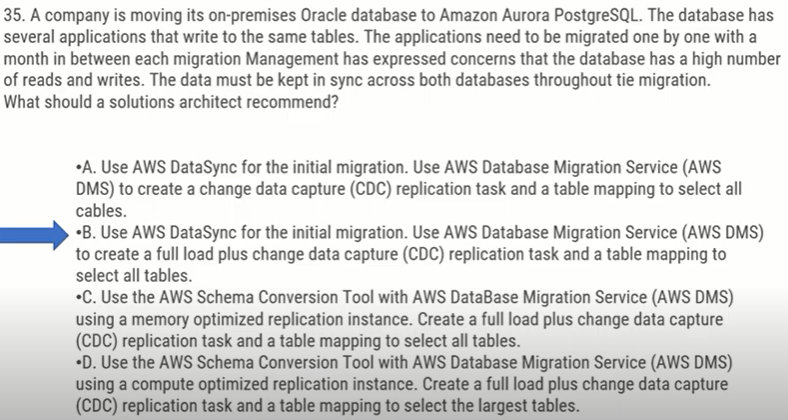 35. A company is moving its on-premises Oracle database to Amazon Aurora PostgreSQL. The database has
several applications that write to the same tables. The applications need to be migrated one by one with a
month in between each migration Management has expressed concerns that the database has a high number
of reads and writes. The data must be kept in sync across both databases throughout tie migration.
What should a solutions architect recommend?
•A. Use AWS DataSync for the initial migration. Use AWS Database Migration Service (AWS
DMS) to create a change data capture (CDC) replication task and a table mapping to select all
cables.
•B. Use AWS DataSync for the initial migration. Use AWS Database Migration Service (AWS DMS)
to create a full load plus change data capture (CDC) replication task and a table mapping to
select all tables.
•C. Use the AWS Schema Conversion Tool with AWS DataBase Migration Service (AWS DMS)
using a memory optimized replication instance. Create a full load plus change data capture
(CDC) replication task and a table mapping to select all tables.
•D. Use the AWS Schema Conversion Tool with AWS Database Migration Service (AWS DMS)
using a compute optimized replication instance. Create a full load plus change data capture
(CDC) replication task and a table mapping to select the largest tables.